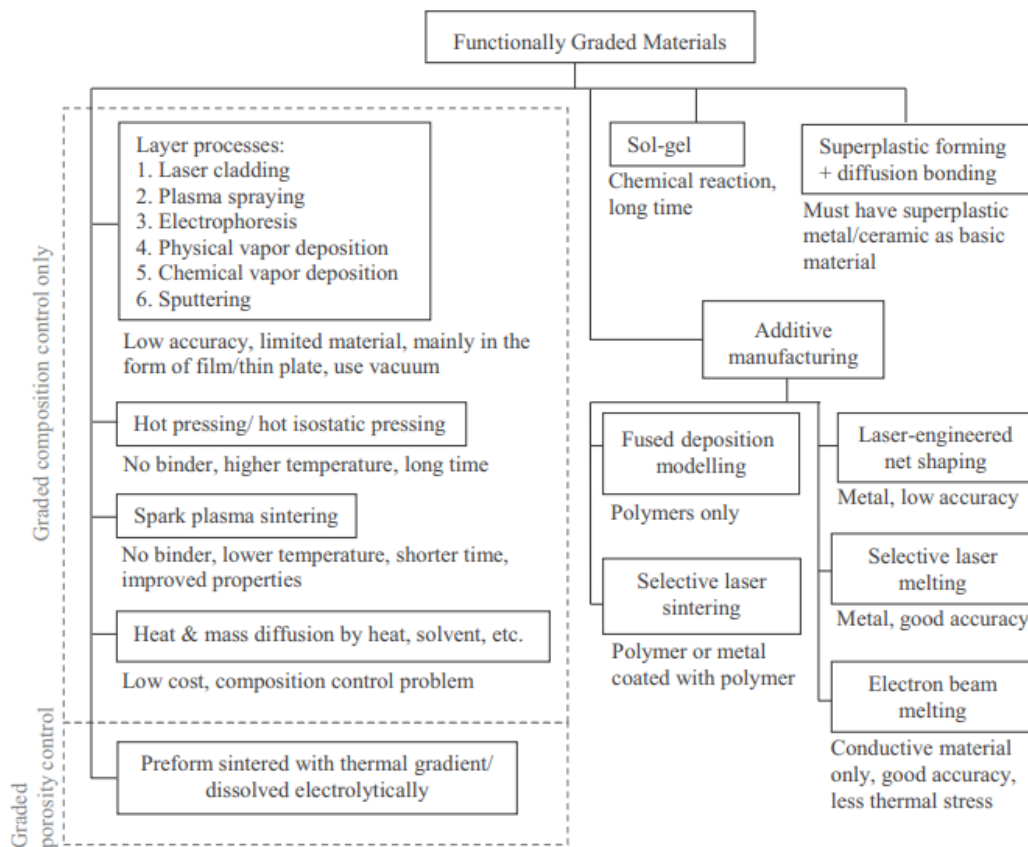 Functionally Graded Materials
Layer processes:
1. Laser cladding
2. Plasma spraying
3. Electrophoresis
4. Physical vapor deposition
5. Chemical vapor deposition
6. Sputtering
Low accuracy, limited material, mainly in the
form of film/thin plate, use vacuum
Hot pressing/ hot isostatic pressing
No binder, higher temperature, long time
Spark plasma sintering
No binder, lower temperature, shorter time,
improved properties
Heat & mass diffusion by heat, solvent, etc.
Low cost, composition control problem
Graded composition control only
Preform sintered with thermal gradient/
dissolved electrolytically
Graded
porosity control
Sol-gel
Chemical reaction,
long time
Superplastic forming
+ diffusion bonding
Must have superplastic
metal/ceramic as basic
material
Additive
manufacturing
Fused deposition
modelling
Polymers only
Selective laser
sintering
Polymer or metal
coated with polymer
Laser-engineered
net shaping
Metal, low accuracy
Selective laser
melting
Metal, good accuracy
Electron beam
melting
Conductive material
only, good accuracy,
less thermal stress